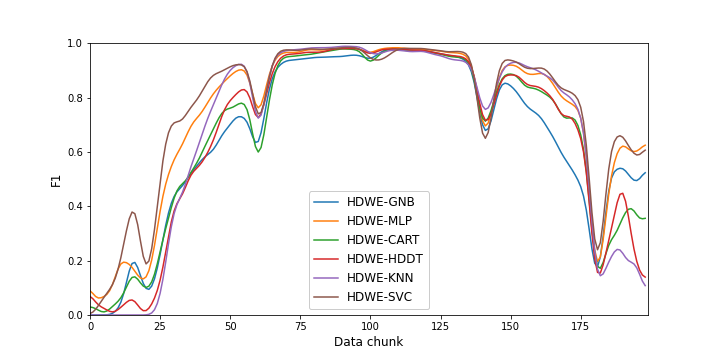 1.0
0.8
0.6
0.4
0.2
0.0
F1
HDWE-GNB
HDWE-MLP
HDWE-CART
HDWE-HDDT
HDWE-KNN
HDWE-SVC
0 25 50 75 100 125 150 175
Data chunk